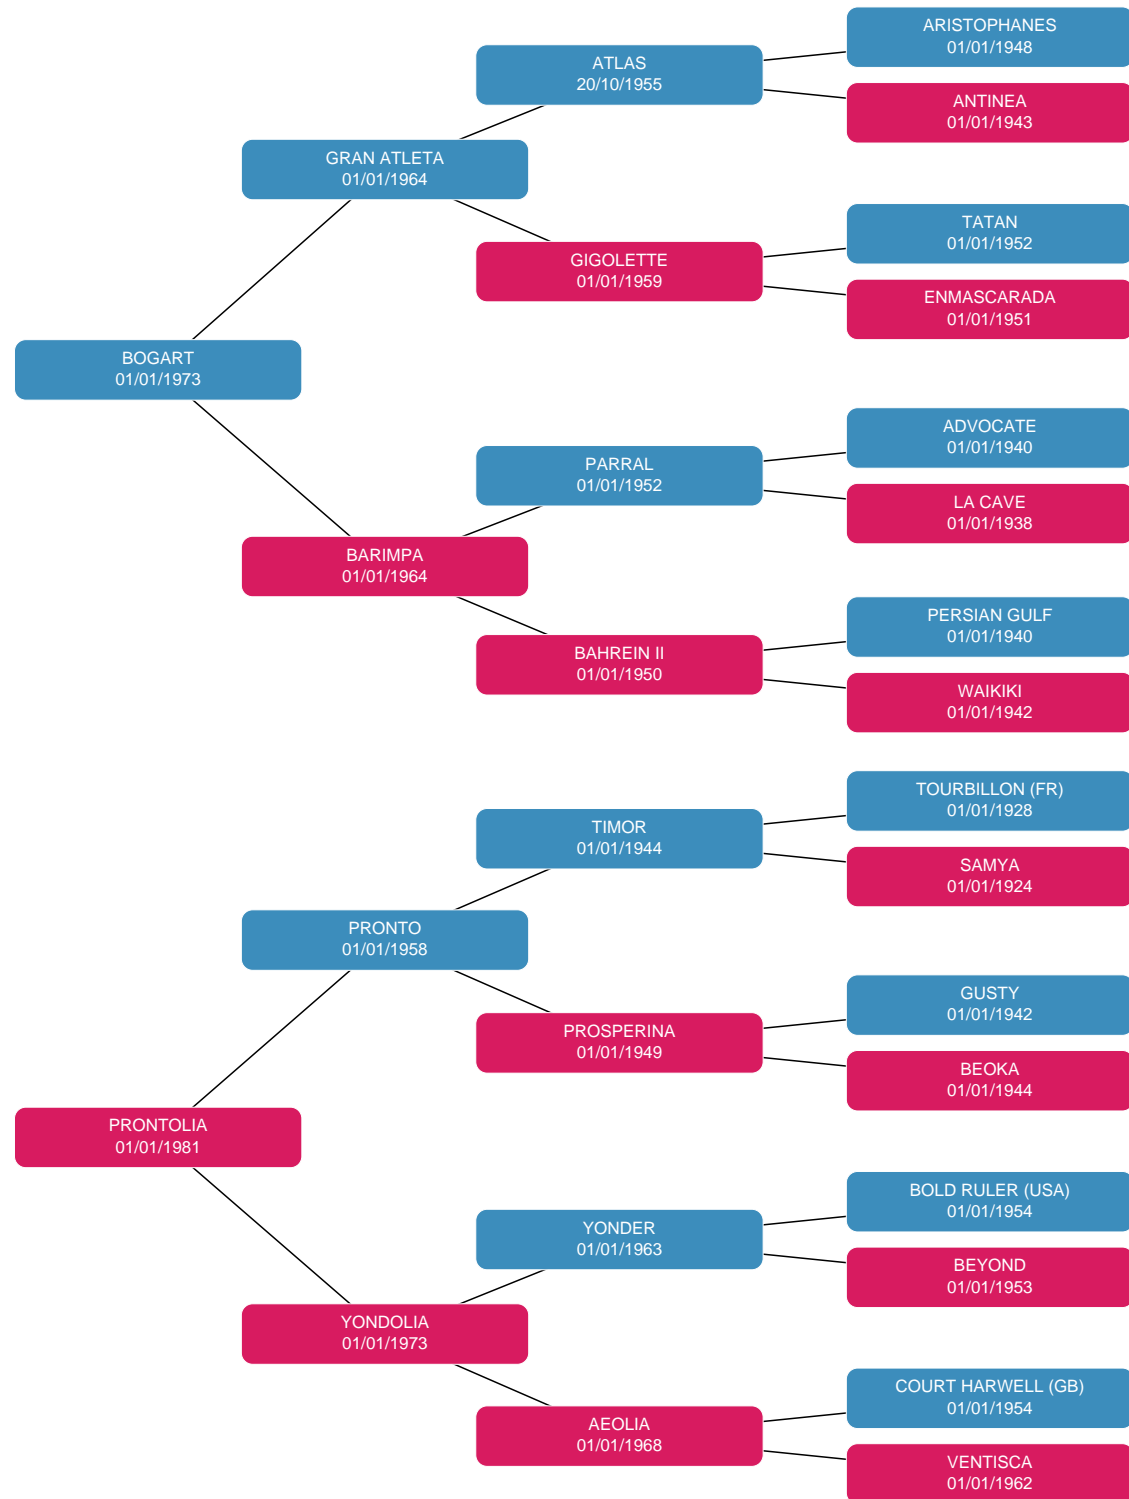 ARISTOPHANES
01/01/1948
ATLAS
20/10/1955
ANTINEA
01/01/1943
GRAN ATLETA
01/01/1964
TATAN
01/01/1952
GIGOLETTE
01/01/1959
ENMASCARADA
01/01/1951
BOGART
01/01/1973
ADVOCATE
01/01/1940
PARRAL
01/01/1952
LA CAVE
01/01/1938
BARIMPA
01/01/1964
PERSIAN GULF
01/01/1940
BAHREIN II
01/01/1950
WAIKIKI
01/01/1942
TOURBILLON (FR)
01/01/1928
TIMOR
01/01/1944
SAMYA
01/01/1924
PRONTO
01/01/1958
GUSTY
01/01/1942
PROSPERINA
01/01/1949
BEOKA
01/01/1944
PRONTOLIA
01/01/1981
BOLD RULER (USA)
01/01/1954
YONDER
01/01/1963
BEYOND
01/01/1953
YONDOLIA
01/01/1973
COURT HARWELL (GB)
01/01/1954
AEOLIA
01/01/1968
VENTISCA
01/01/1962